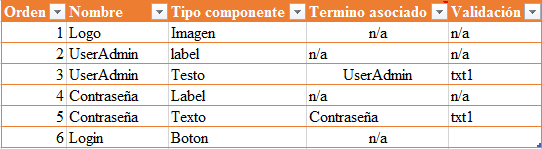 Orden Nombre Tipo componente Termino asociado Validación
1 Logo Imagen n/a n/a
2 UserAdmin label n/a n/a
3 UserAdmin Testo UserAdmin txt1
4 Contraseña Label n/a n/a
5 Contraseña Texto Contraseña txt1
6 Login Boton n/a